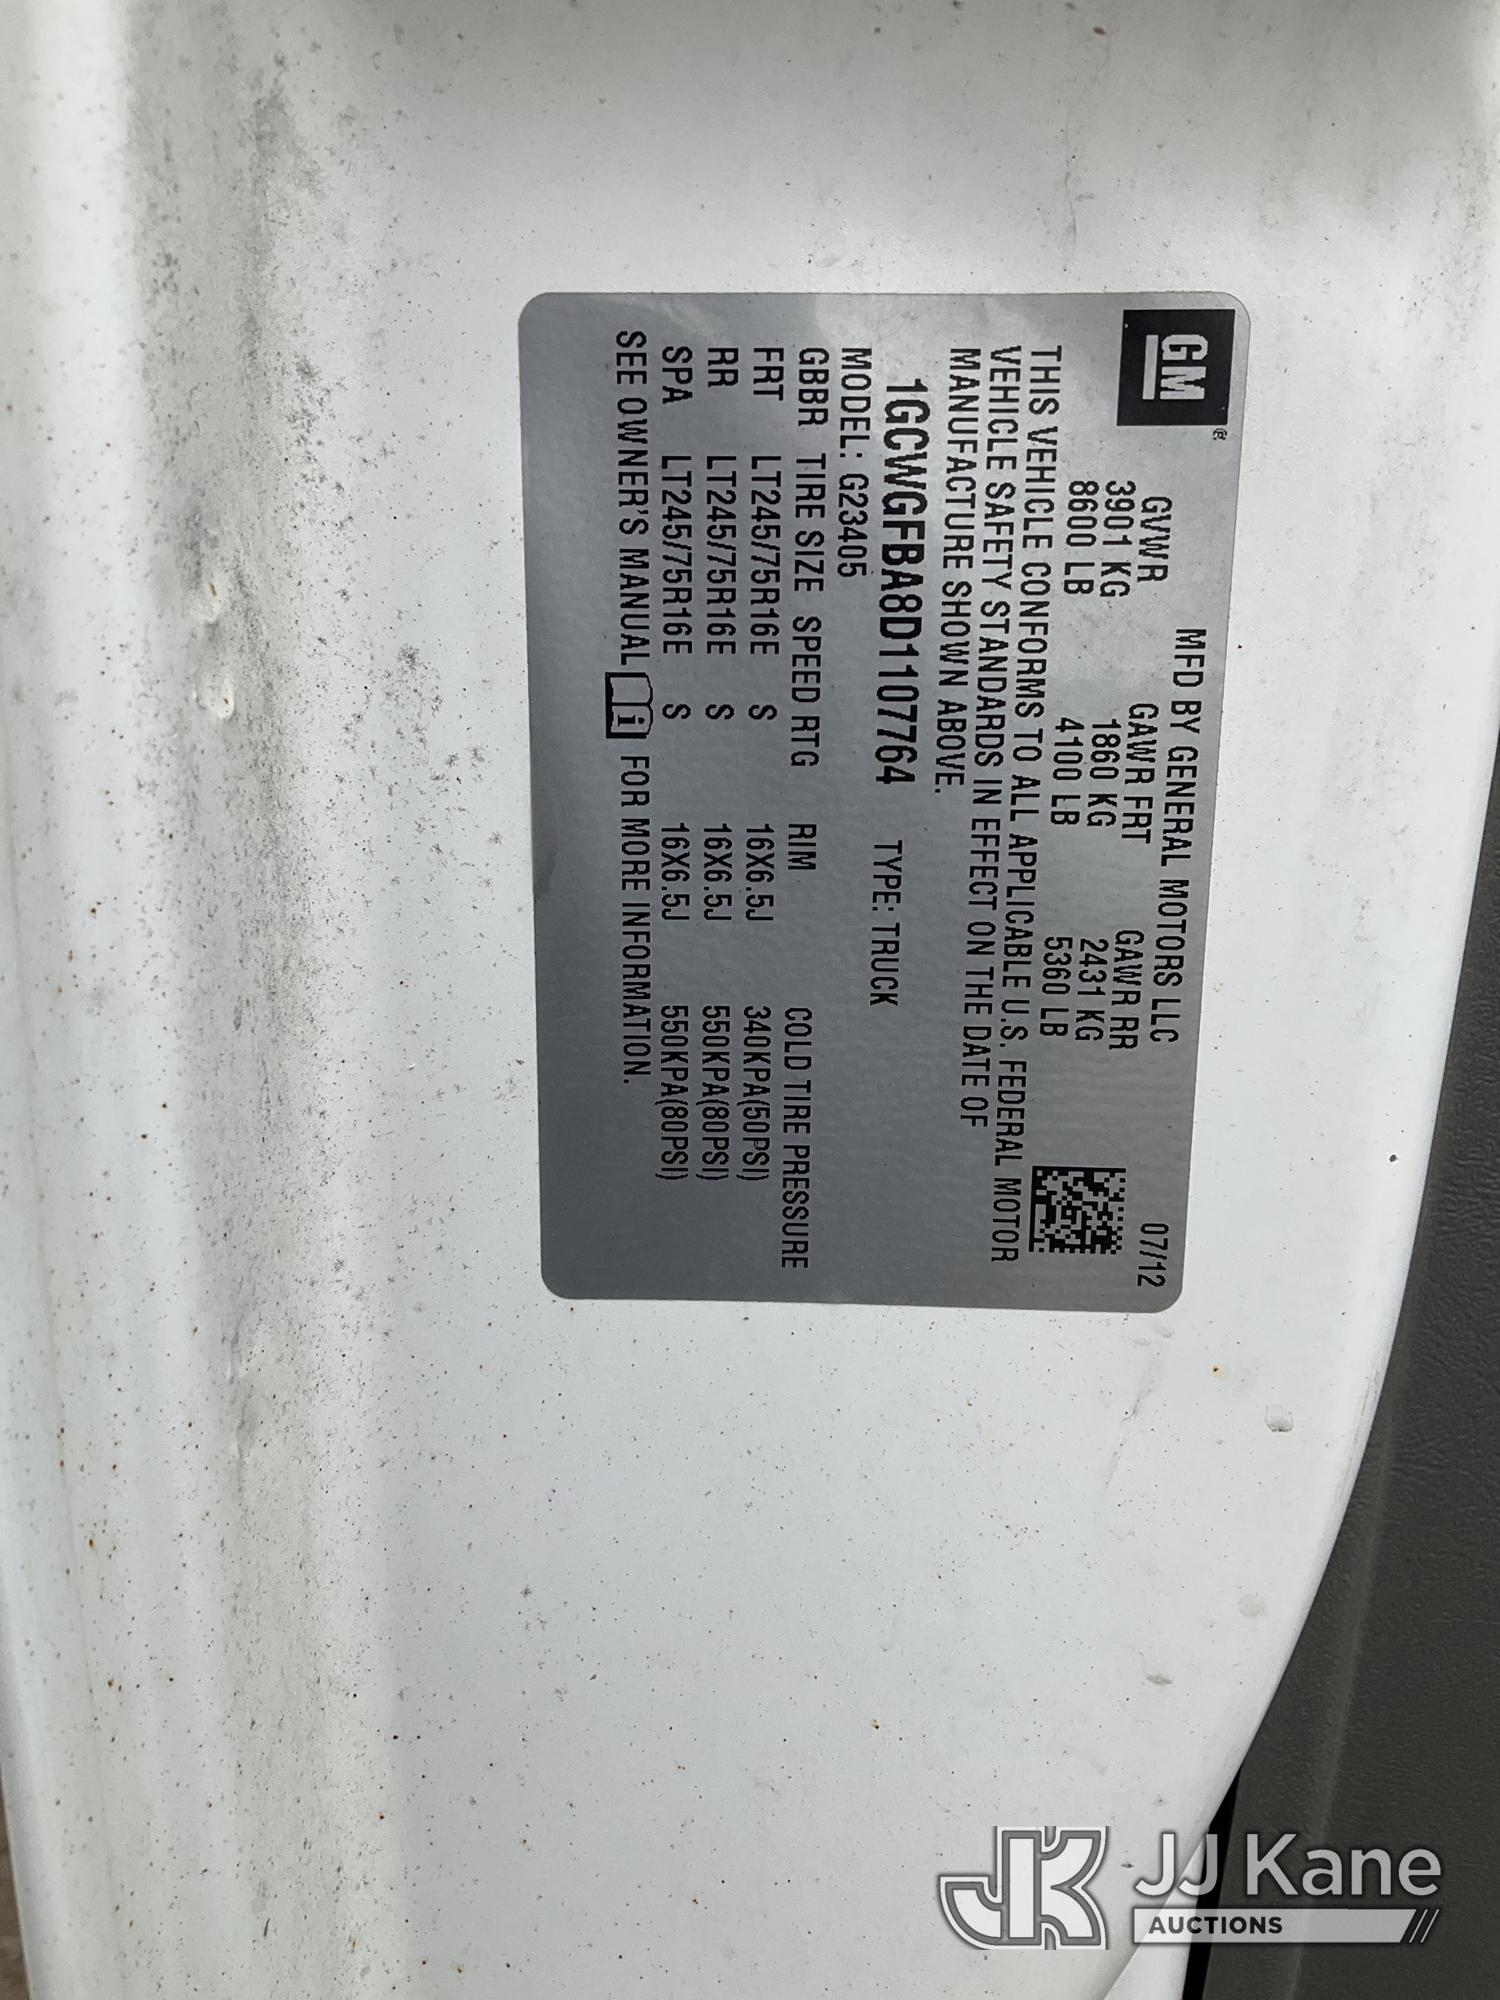 GM®
MFD BY GENERAL MOTORS LLC 07/12
GVWR GAWR FRT GAWR RR
3901 KG 1860 KG 2431 KG
8600 LB 4100 LB 5360 LB
THIS VEHICLE CONFORMS TO ALL APPLICABLE U.S. FEDERAL MOTOR
VEHICLE SAFETY STANDARDS IN EFFECT ON THE DATE OF
MANUFACTURE SHOWN ABOVE.
1GCWGFBA8D1107764 TYPE: TRUCK
MODEL: G23405
GBBR TIRE SIZE SPEED RTG RIM COLD TIRE PRESSURE
FRT LT245/75R16E S 16X6.5J 340KPA(50PSI)
RR LT245/75R16E S 16X6.5J 550KPA(80PSI)
SPA LT245/75R16E S 16X6.5J 550KPA(80PSI)
SEE OWNER'S MANUAL i FOR MORE INFORMATION.
JK JJ Kane
AUCTIONS